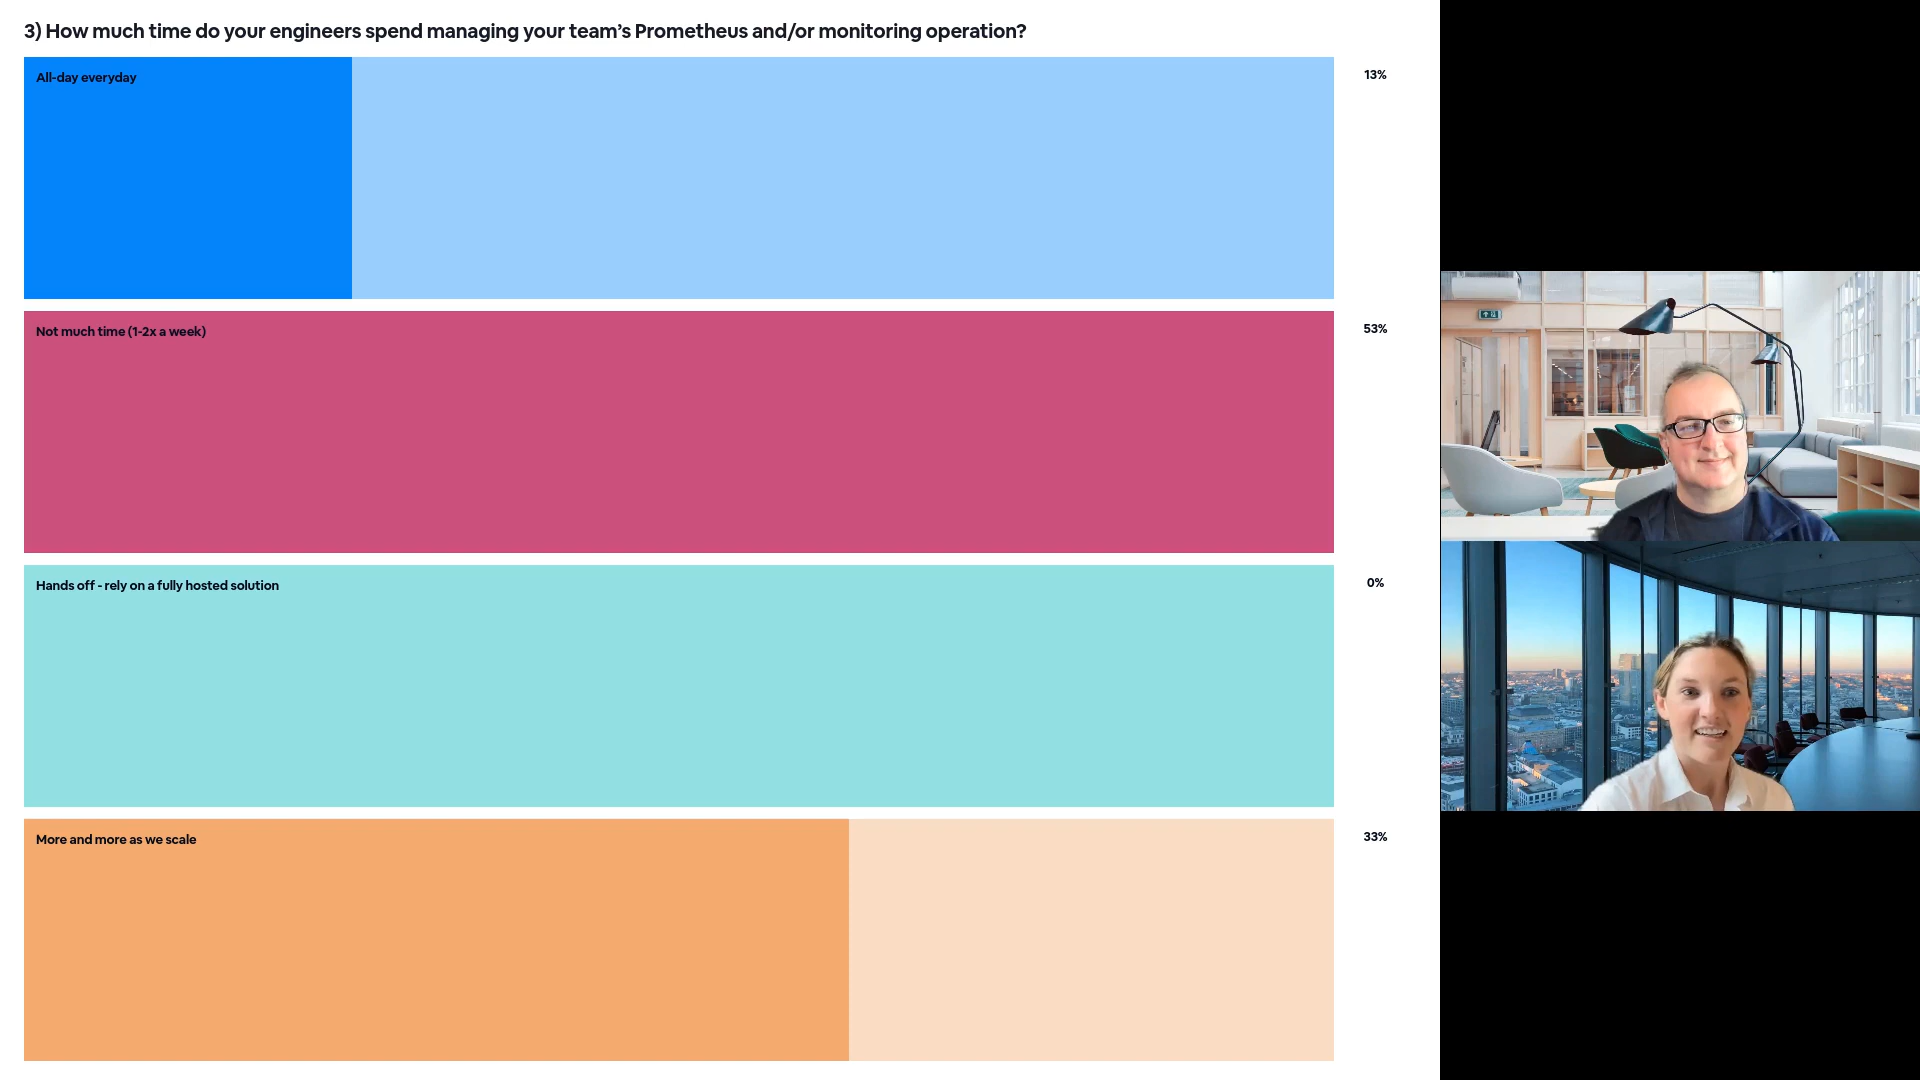 3) How much time do your engineers spend managing your team’s Prometheus and/or monitoring operation?
All-day everyday
13%
Not much time (1-2x a week)
53%
Hands off - rely on a fully hosted solution
0%
More and more as we scale
33%